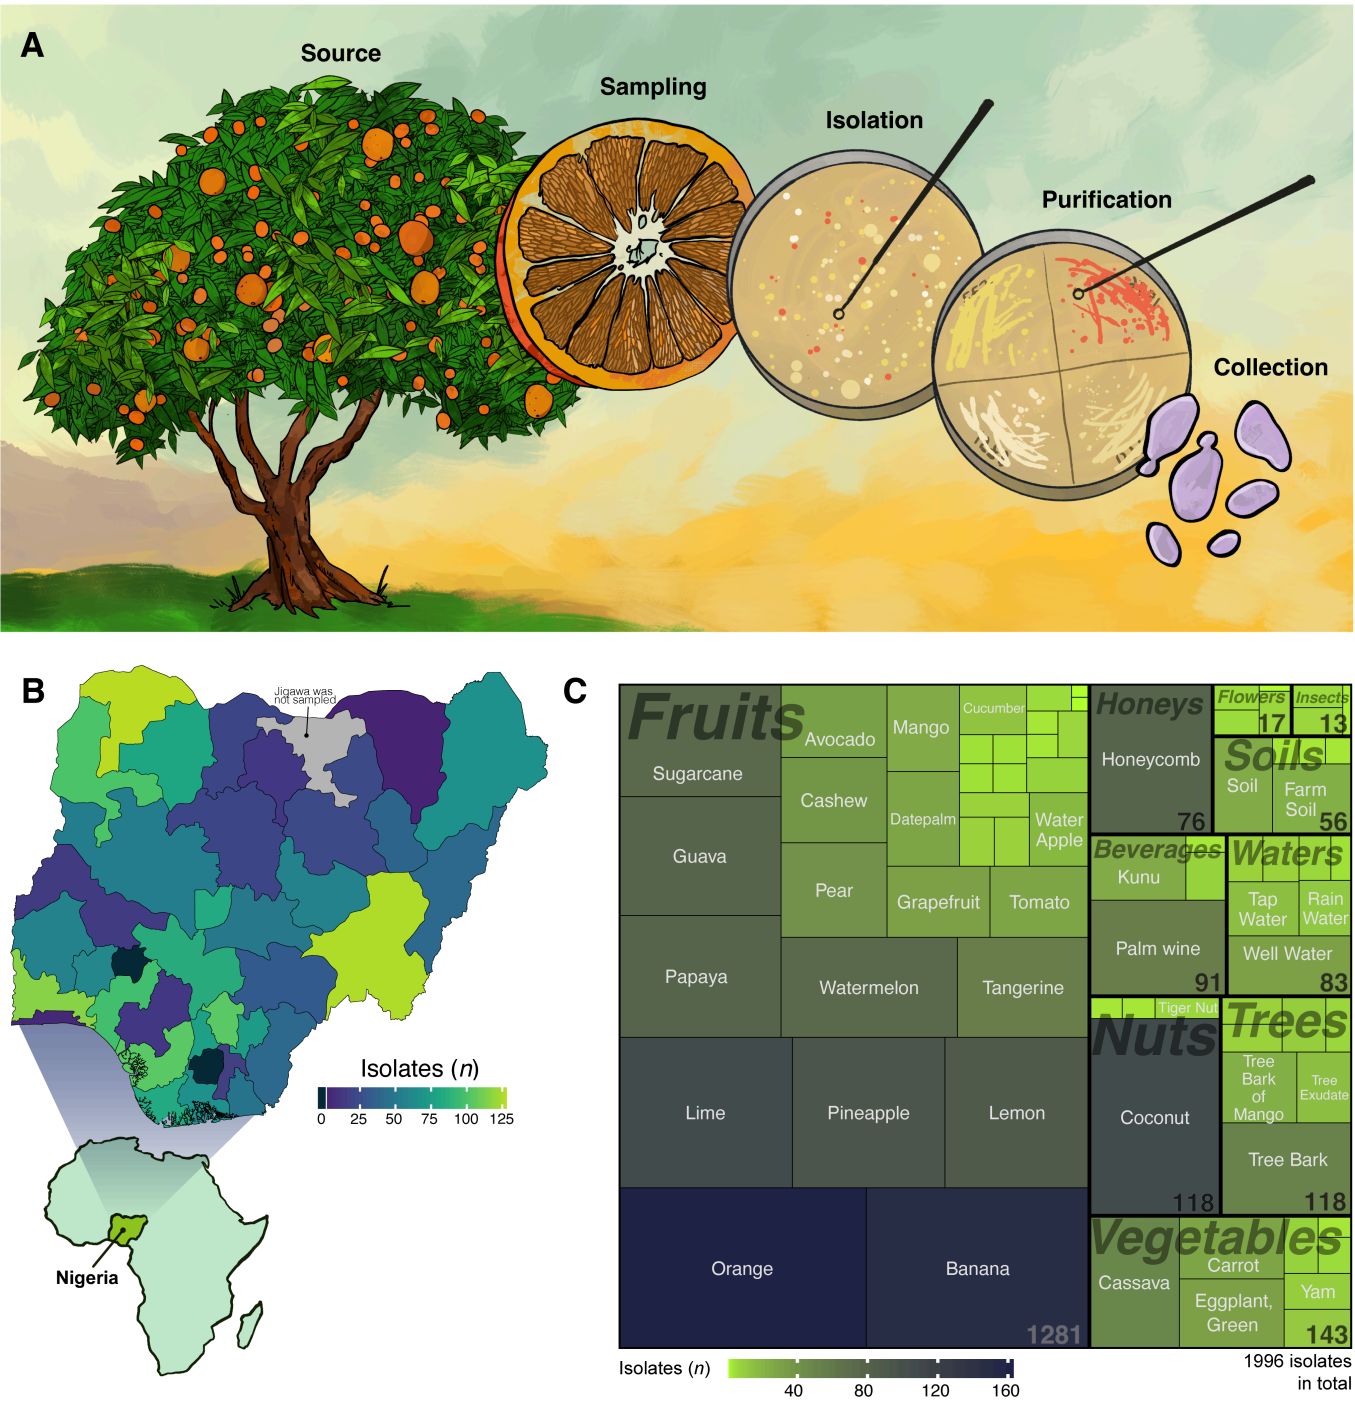 A
Source
Sampling
Isolation
Purification
Collection
B
Jigawa was
not sampled
Isolates (n)
0
25
50
75
100
125
Nigeria
C
Fruits
Sugarcane
Guava
Papaya
Avocado
Cashew
Pear
Mango
Datepalm
Cucumber
Water
Apple
Grapefruit
Tomato
Watermelon
Tangerine
Lime
Pineapple
Lemon
Orange
Banana
1281
Honeys
Honeycomb
76
Flowers
17
Insects
13
Soils
Soil
Farm
Soil
56
Beverages
Kunu
Palm wine
91
Waters
Tap
Water
Rain
Water
Well Water
83
Nuts
Tiger Nut
Coconut
118
Trees
Tree
Bark
of
Mango
Tree
Exudate
Tree Bark
118
Vegetables
Cassava
Carrot
Eggplant,
Green
Yam
143
Isolates (n)
40
80
120
160
1996 isolates
in total